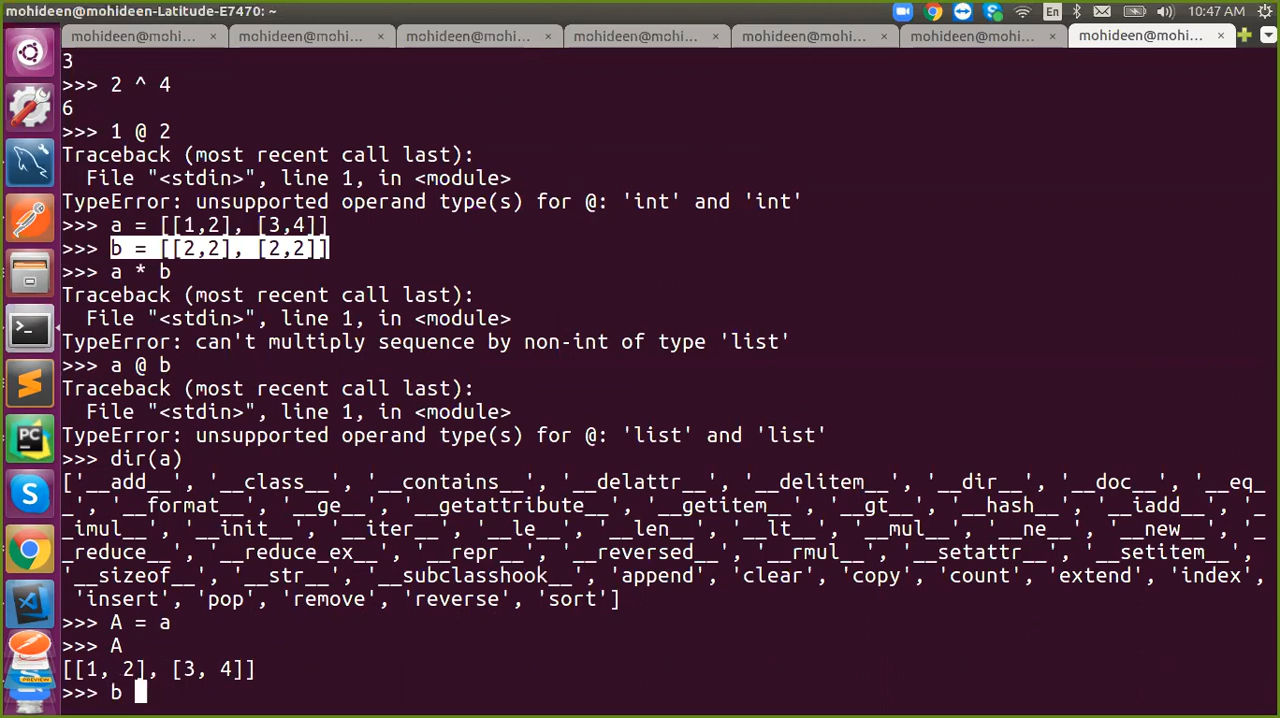 mohideen@mohideen-Latitude-E7470: ~
En
10:47 AM
mohideen@mohi... × mohideen@mohi... × mohideen@mohi... × mohideen@mohi... × mohideen@mohi... × mohideen@mohi... × mohideen@mohi... ×
3
>>> 2 ^ 4
6
>>> 1 @ 2
Traceback (most recent call last):
  File "<stdin>", line 1, in <module>
TypeError: unsupported operand type(s) for @: 'int' and 'int'
>>> a = [[1,2], [3,4]]
>>> b = [[2,2], [2,2]]
>>> a * b
Traceback (most recent call last):
  File "<stdin>", line 1, in <module>
TypeError: can't multiply sequence by non-int of type 'list'
>>> a @ b
Traceback (most recent call last):
  File "<stdin>", line 1, in <module>
TypeError: unsupported operand type(s) for @: 'list' and 'list'
>>> dir(a)
['__add__', '__class__', '__contains__', '__delattr__', '__delitem__', '__dir__', '__doc__', '__eq_
_', '__format__', '__ge__', '__getattribute__', '__getitem__', '__gt__', '__hash__', '__iadd__', '_
_imul__', '__init__', '__iter__', '__le__', '__len__', '__lt__', '__mul__', '__ne__', '__new__', '_
_reduce__', '__reduce_ex__', '__repr__', '__reversed__', '__rmul__', '__setattr__', '__setitem__',
'__sizeof__', '__str__', '__subclasshook__', 'append', 'clear', 'copy', 'count', 'extend', 'index',
 'insert', 'pop', 'remove', 'reverse', 'sort']
>>> A = a
>>> A
[[1, 2], [3, 4]]
>>> b
PC
S